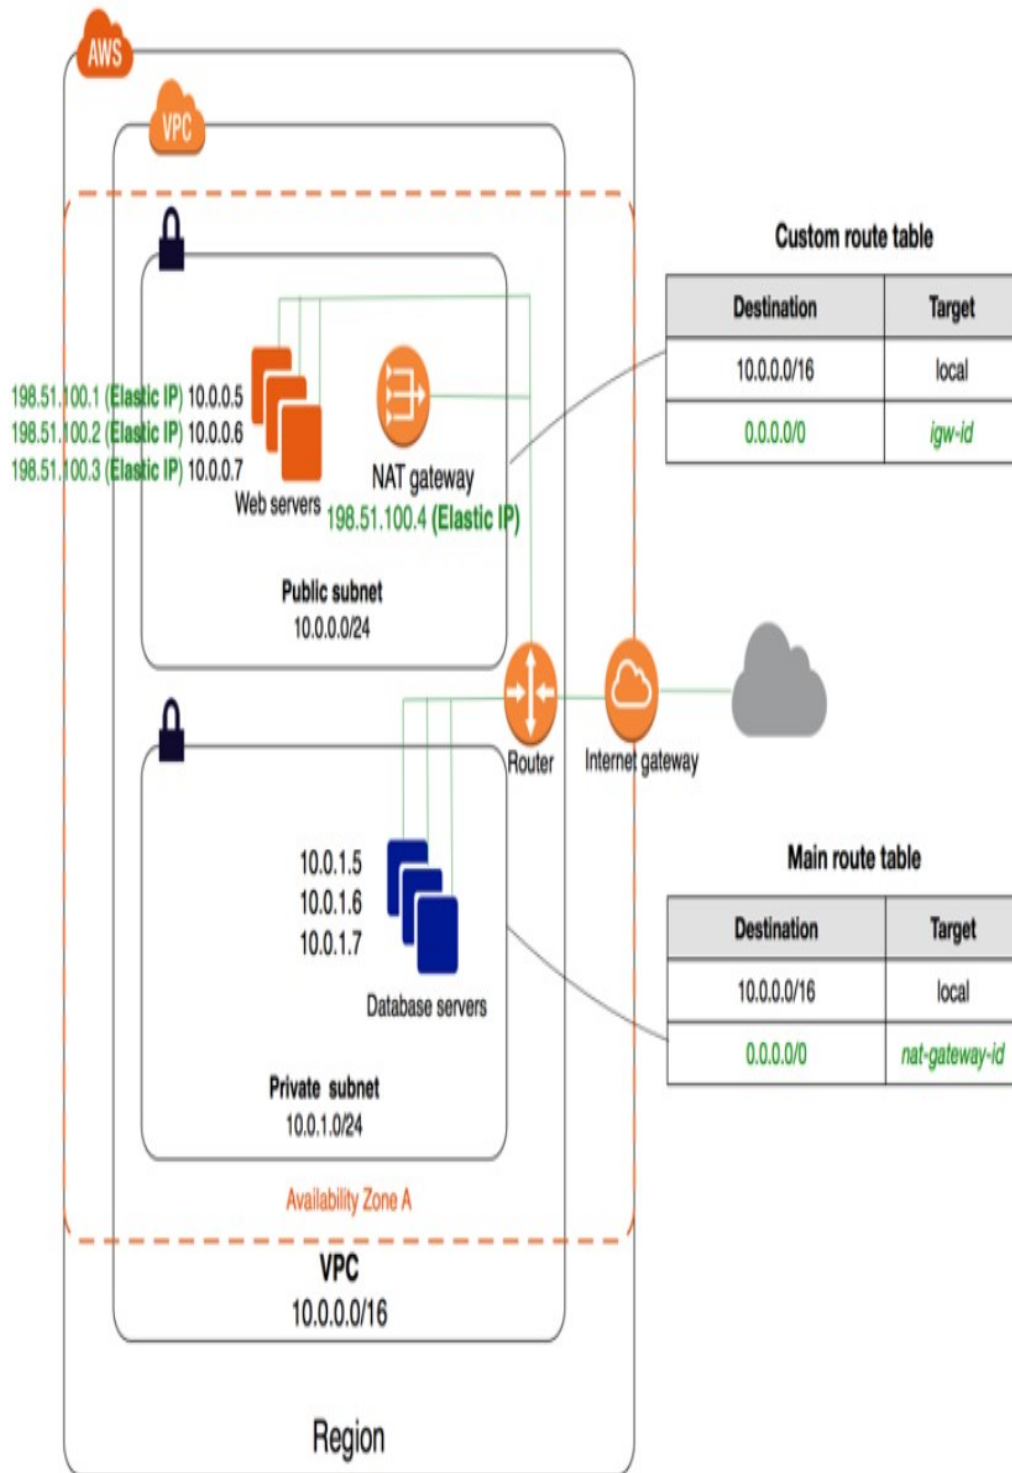 AWS
VPC
Custom route table
Destination Target
10.0.0.0/16 local
0.0.0.0/0 igw-id
198.51.100.1 (Elastic IP) 10.0.0.5
198.51.100.2 (Elastic IP) 10.0.0.6
198.51.100.3 (Elastic IP) 10.0.0.7
Web servers
NAT gateway
198.51.100.4 (Elastic IP)
Public subnet
10.0.0.0/24
Router
Internet gateway
10.0.1.5
10.0.1.6
10.0.1.7
Database servers
Private subnet
10.0.1.0/24
Main route table
Destination Target
10.0.0.0/16 local
0.0.0.0/0 nat-gateway-id
Availability Zone A
VPC
10.0.0.0/16
Region